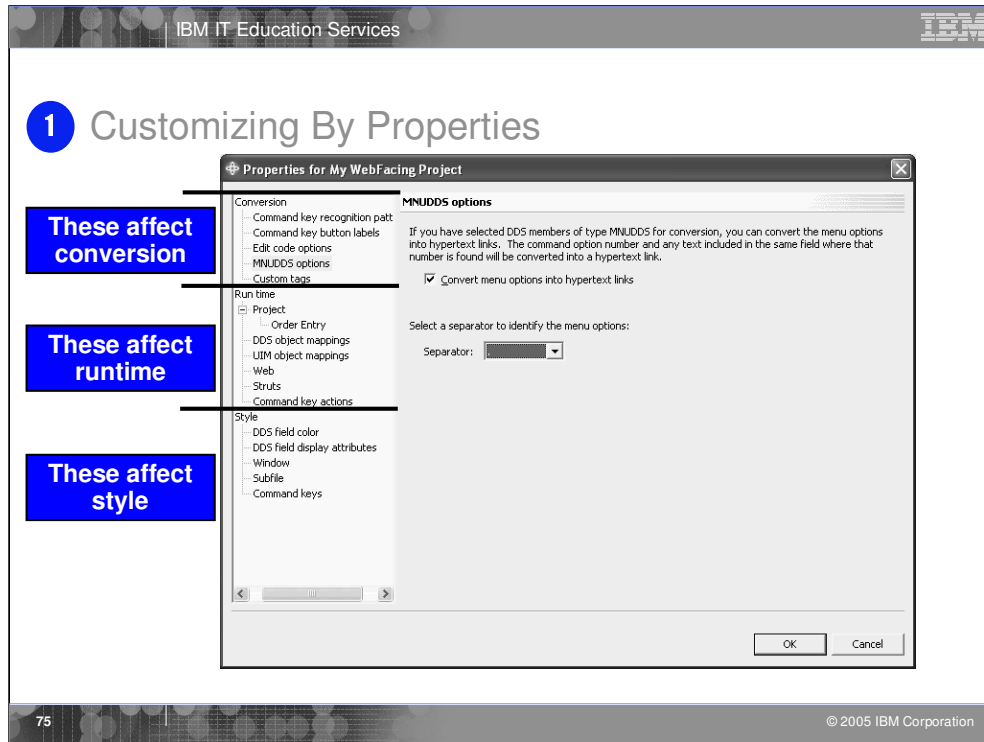 IBM IT Education Services
IBM
1 Customizing By Properties
Properties for My WebFacing Project
These affect
conversion
These affect
runtime
These affect
style
Conversion
Command key recognition patt
Command key button labels
Edit code options
MNUDDS options
Custom tags
Run time
Project
Order Entry
DDS object mappings
UIM object mappings
Web
Struts
Command key actions
Style
DDS field color
DDS field display attributes
Window
Subfile
Command keys
MNUDDS options
If you have selected DDS members of type MNUDDS for conversion, you can convert the menu options
into hypertext links. The command option number and any text included in the same field where that
number is found will be converted into a hypertext link.
Convert menu options into hypertext links
Select a separator to identify the menu options:
Separator: .
OK Cancel
75
© 2005 IBM Corporation